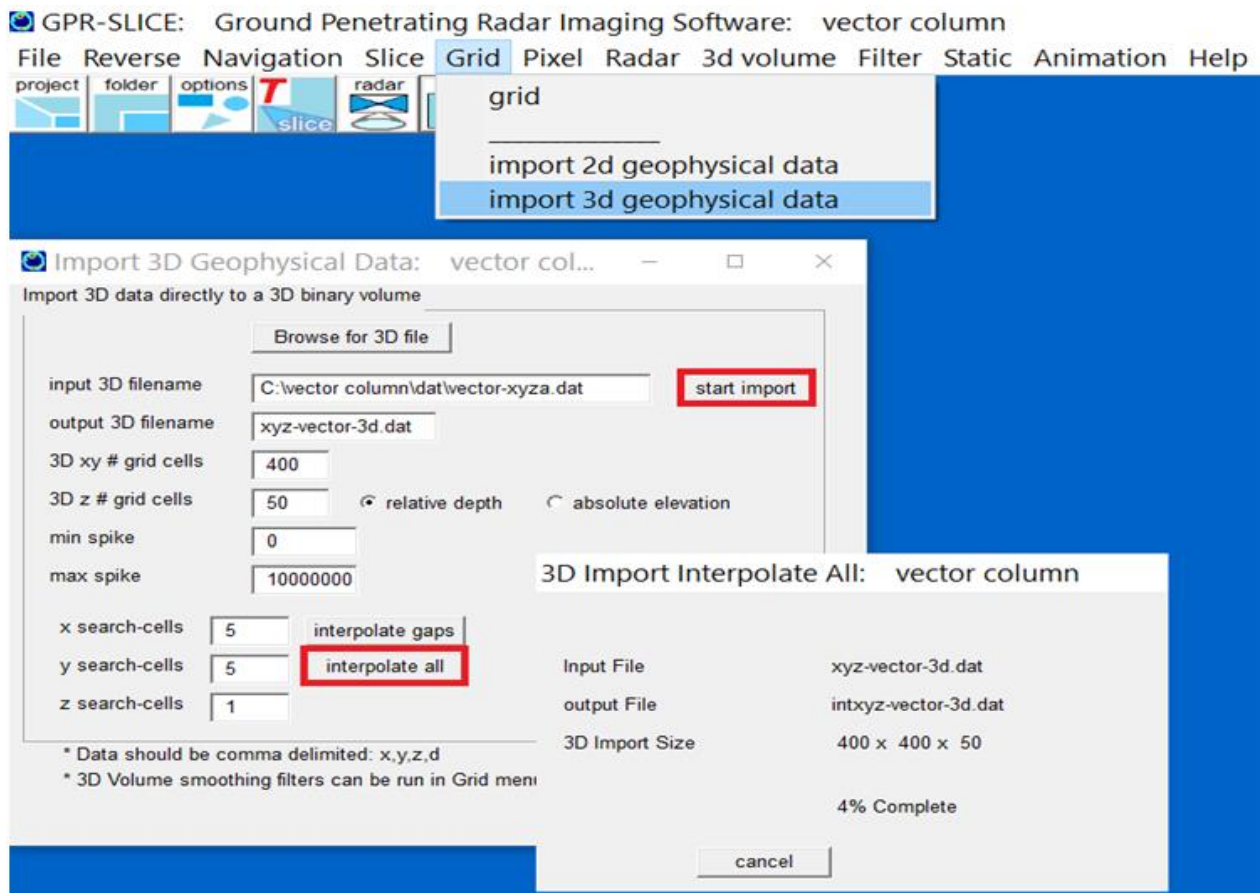 GPR-SLICE: Ground Penetrating Radar Imaging Software: vector column
File Reverse Navigation Slice Grid Pixel Radar 3d volume Filter Static Animation Help
project folder options T slice radar
grid
import 2d geophysical data
import 3d geophysical data
Import 3D Geophysical Data: vector col...
Import 3D data directly to a 3D binary volume
Browse for 3D file
input 3D filename C:\vector column\dat\vector-xyza.dat start import
output 3D filename xyz-vector-3d.dat
3D xy # grid cells 400
3D z # grid cells 50 relative depth absolute elevation
min spike 0
max spike 10000000
x search-cells 5 interpolate gaps
y search-cells 5 interpolate all
z search-cells 1
* Data should be comma delimited: x,y,z,d
* 3D Volume smoothing filters can be run in Grid menu
3D Import Interpolate All: vector column
Input File xyz-vector-3d.dat
output File intxyz-vector-3d.dat
3D Import Size 400 x 400 x 50
4% Complete
cancel